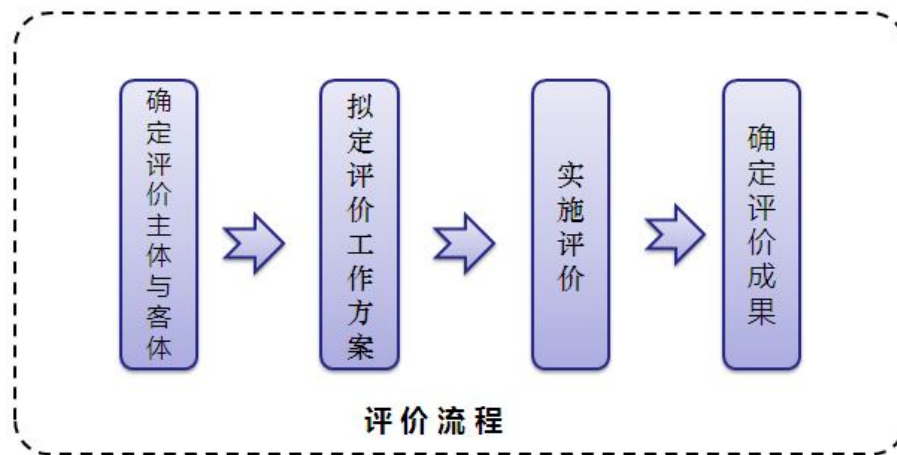 确定评价主体与客体
拟定评价工作方案
实施评价
确定评价成果
评价流程